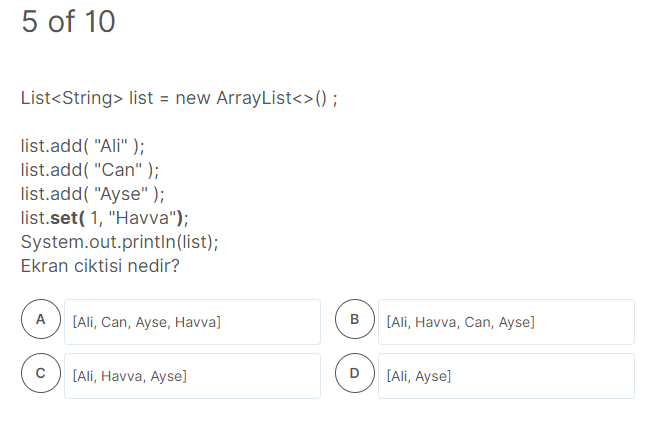 5 of 10
List<String> list = new ArrayList<>() ;
list.add( "Ali" );
list.add( "Can" );
list.add( "Ayse" );
list.set( 1, "Havva");
System.out.println(list);
Ekran ciktisi nedir?
A [Ali, Can, Ayse, Havva]
B [Ali, Havva, Can, Ayse]
C [Ali, Havva, Ayse]
D [Ali, Ayse]